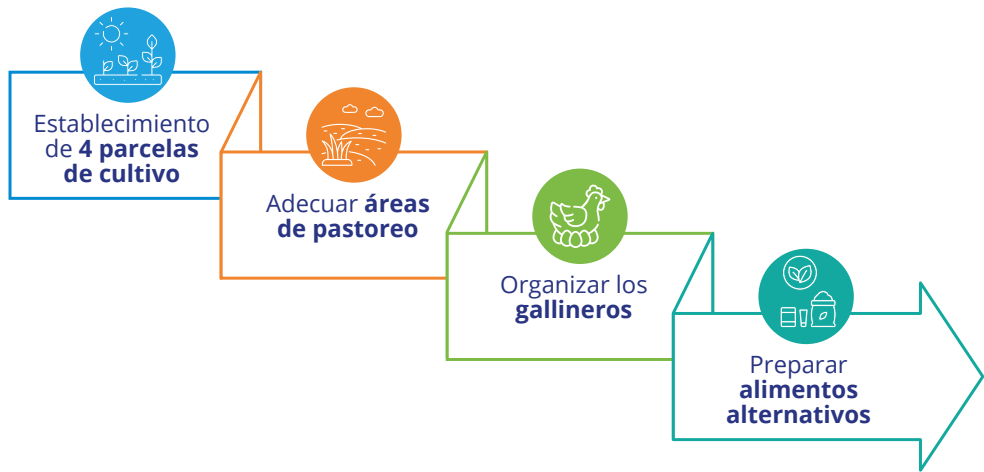 Establecimiento
de 4 parcelas
de cultivo
Adecuar áreas
de pastoreo
Organizar los
gallineros
Preparar
alimentos
alternativos